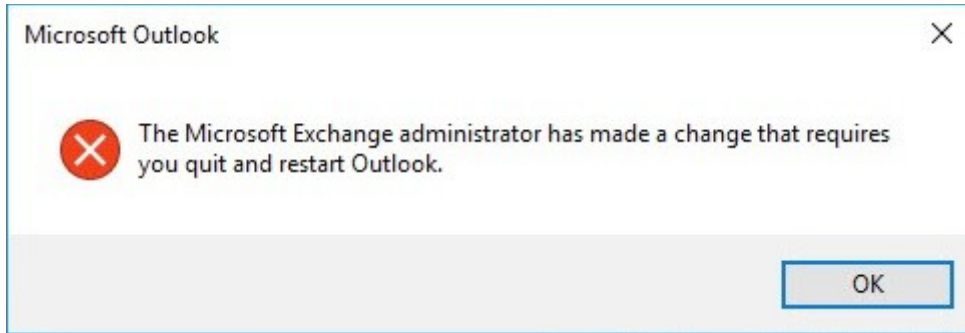 Microsoft Outlook
The Microsoft Exchange administrator has made a change that requires
you quit and restart Outlook.
OK